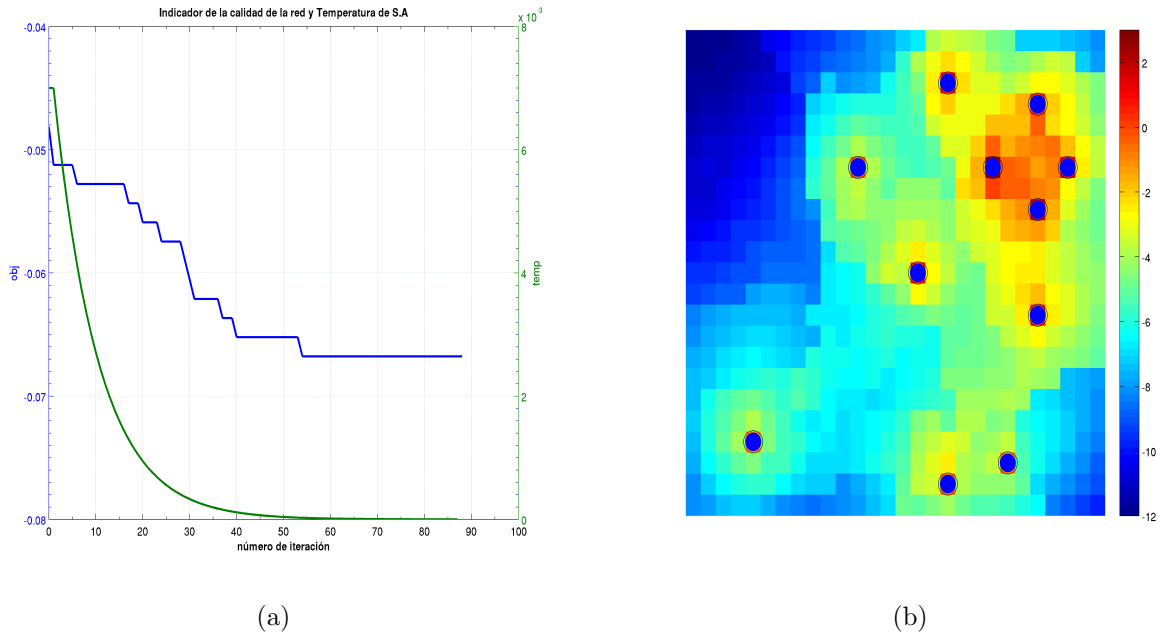 Indicador de la calidad de la red y Temperatura de S.A
x 10⁻³
-0.04
-0.05
-0.06
-0.07
-0.08
obj
8
6
4
2
0
temp
0 10 20 30 40 50 60 70 80 90 100
número de iteración
2
0
-2
-4
-6
-8
-10
-12
(a)
(b)